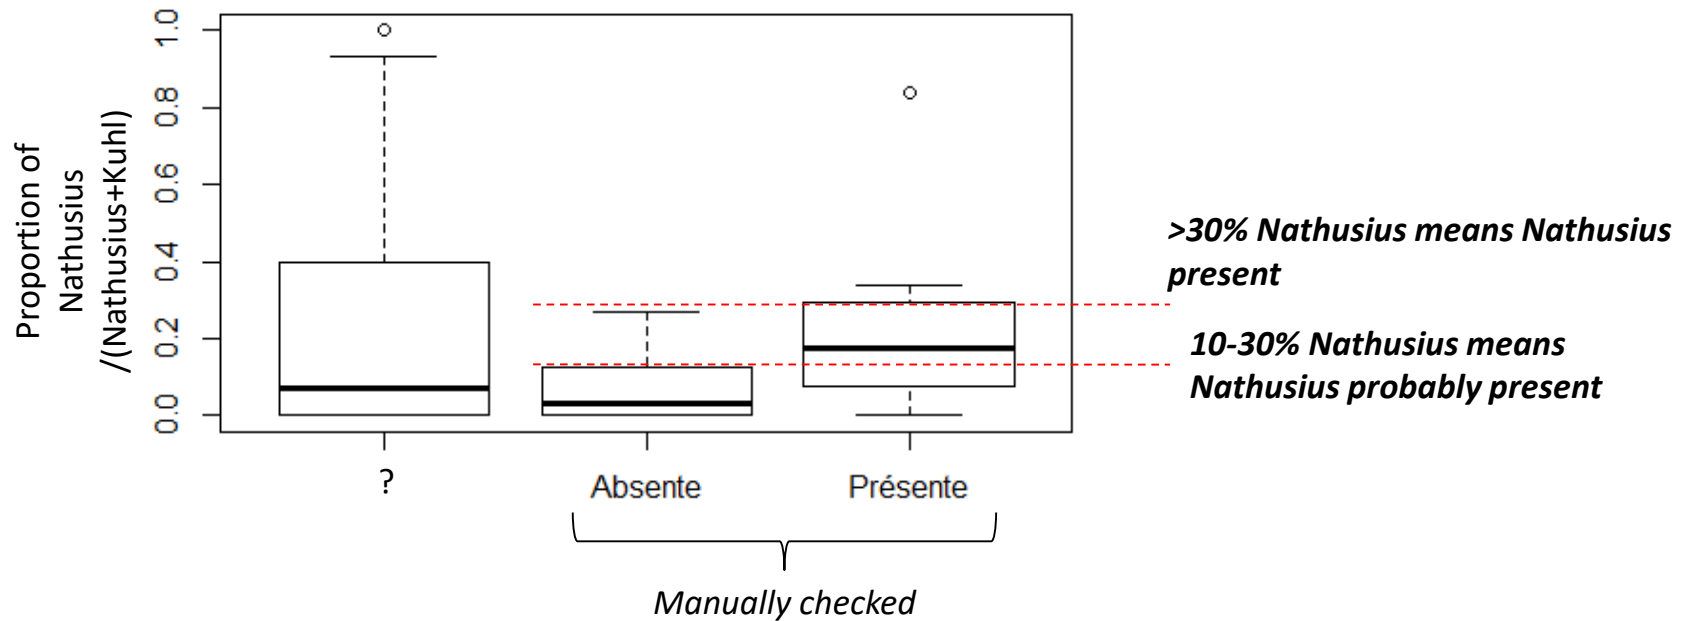 Proportion of
Nathusius
/(Nathusius+Kuhl)
1.0
0.8
0.6
0.4
0.2
0.0
>30% Nathusius means Nathusius
present
10-30% Nathusius means
Nathusius probably present
?
Absente
Présente
Manually checked